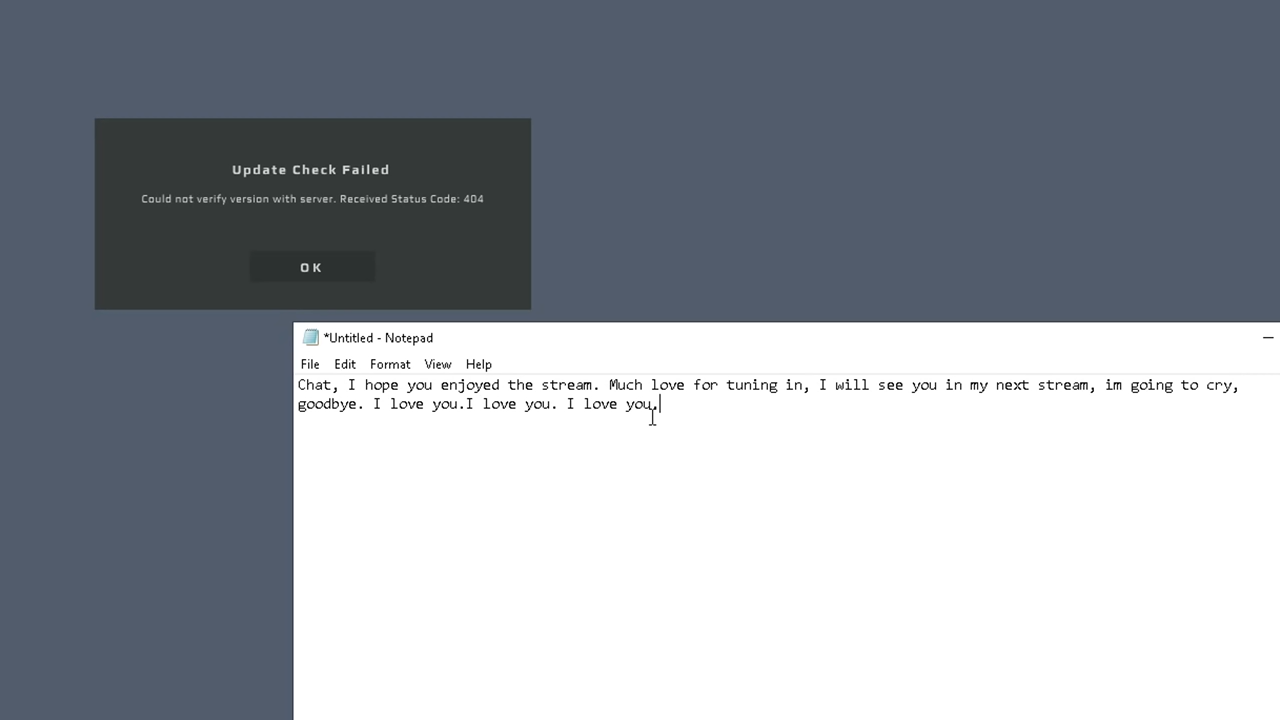 Update Check Failed
Could not verify version with server. Received Status Code: 404
OK
*Untitled - Notepad
File Edit Format View Help
Chat, I hope you enjoyed the stream. Much love for tuning in, I will see you in my next stream, im going to cry,
goodbye. I love you.I love you. I love you.